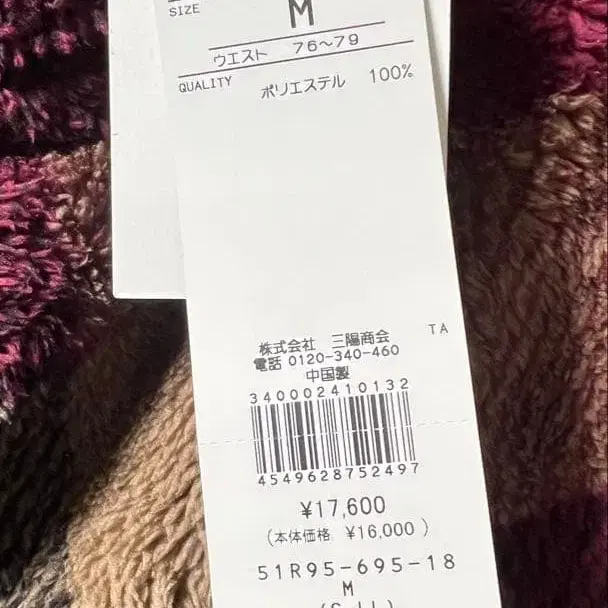 SIZE M
ウエスト 76~79
QUALITY ポリエステル 100%
株式会社 三陽商会 TA
電話 0120-340-460
中国製
340002410132
4549628752497
¥17,600
(本体価格 ¥16,000 )
51R95-695-18
M